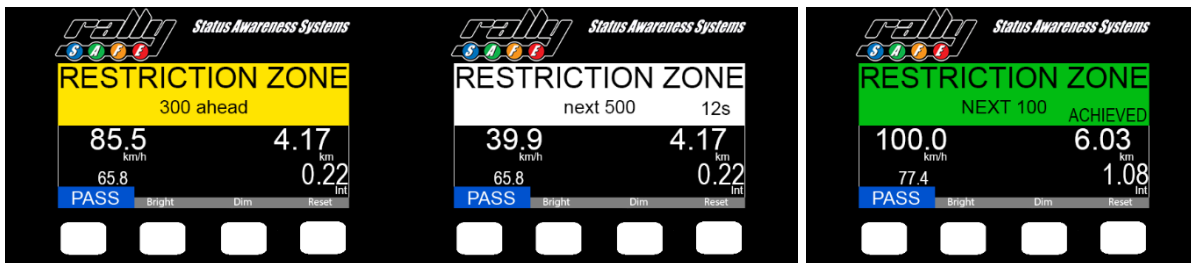 rally Status Awareness Systems
SAFE
RESTRICTION ZONE
300 ahead
85.5 4.17
km/h km
65.8 0.22
Int
PASS Bright Dim Reset
rally Status Awareness Systems
SAFE
RESTRICTION ZONE
next 500 12s
39.9 4.17
km/h km
65.8 0.22
Int
PASS Bright Dim Reset
rally Status Awareness Systems
SAFE
RESTRICTION ZONE
NEXT 100 ACHIEVED
100.0 6.03
km/h km
77.4 1.08
Int
PASS Bright Dim Reset